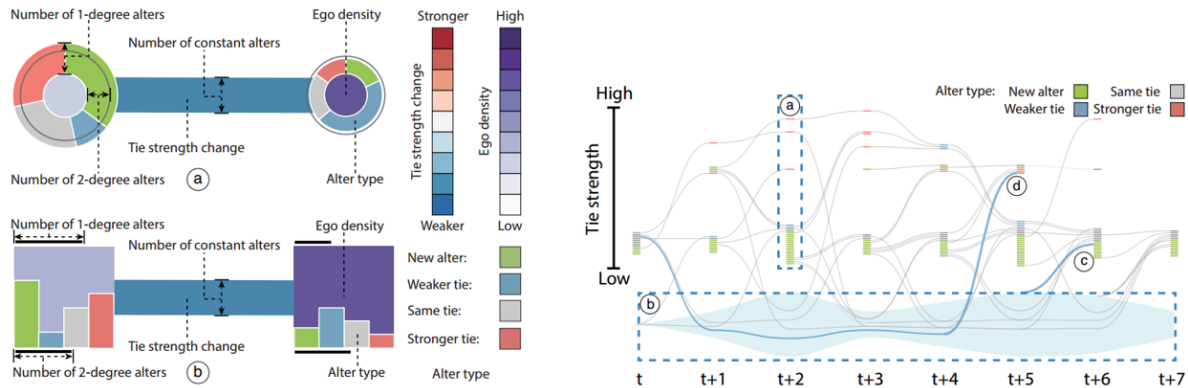 Number of 1-degree alters
Ego density
Number of constant alters
Tie strength change
Number of 2-degree alters
a
Alter type
Stronger
High
Tie strength change
Ego density
Weaker
Low
Number of 1-degree alters
Number of constant alters
Ego density
Tie strength change
Number of 2-degree alters
b
Alter type
New alter:
Weaker tie:
Same tie:
Stronger tie:
Alter type
Alter type: New alter Same tie
Weaker tie Stronger tie
High
Tie strength
Low
a
b
c
d
t t+1 t+2 t+3 t+4 t+5 t+6 t+7